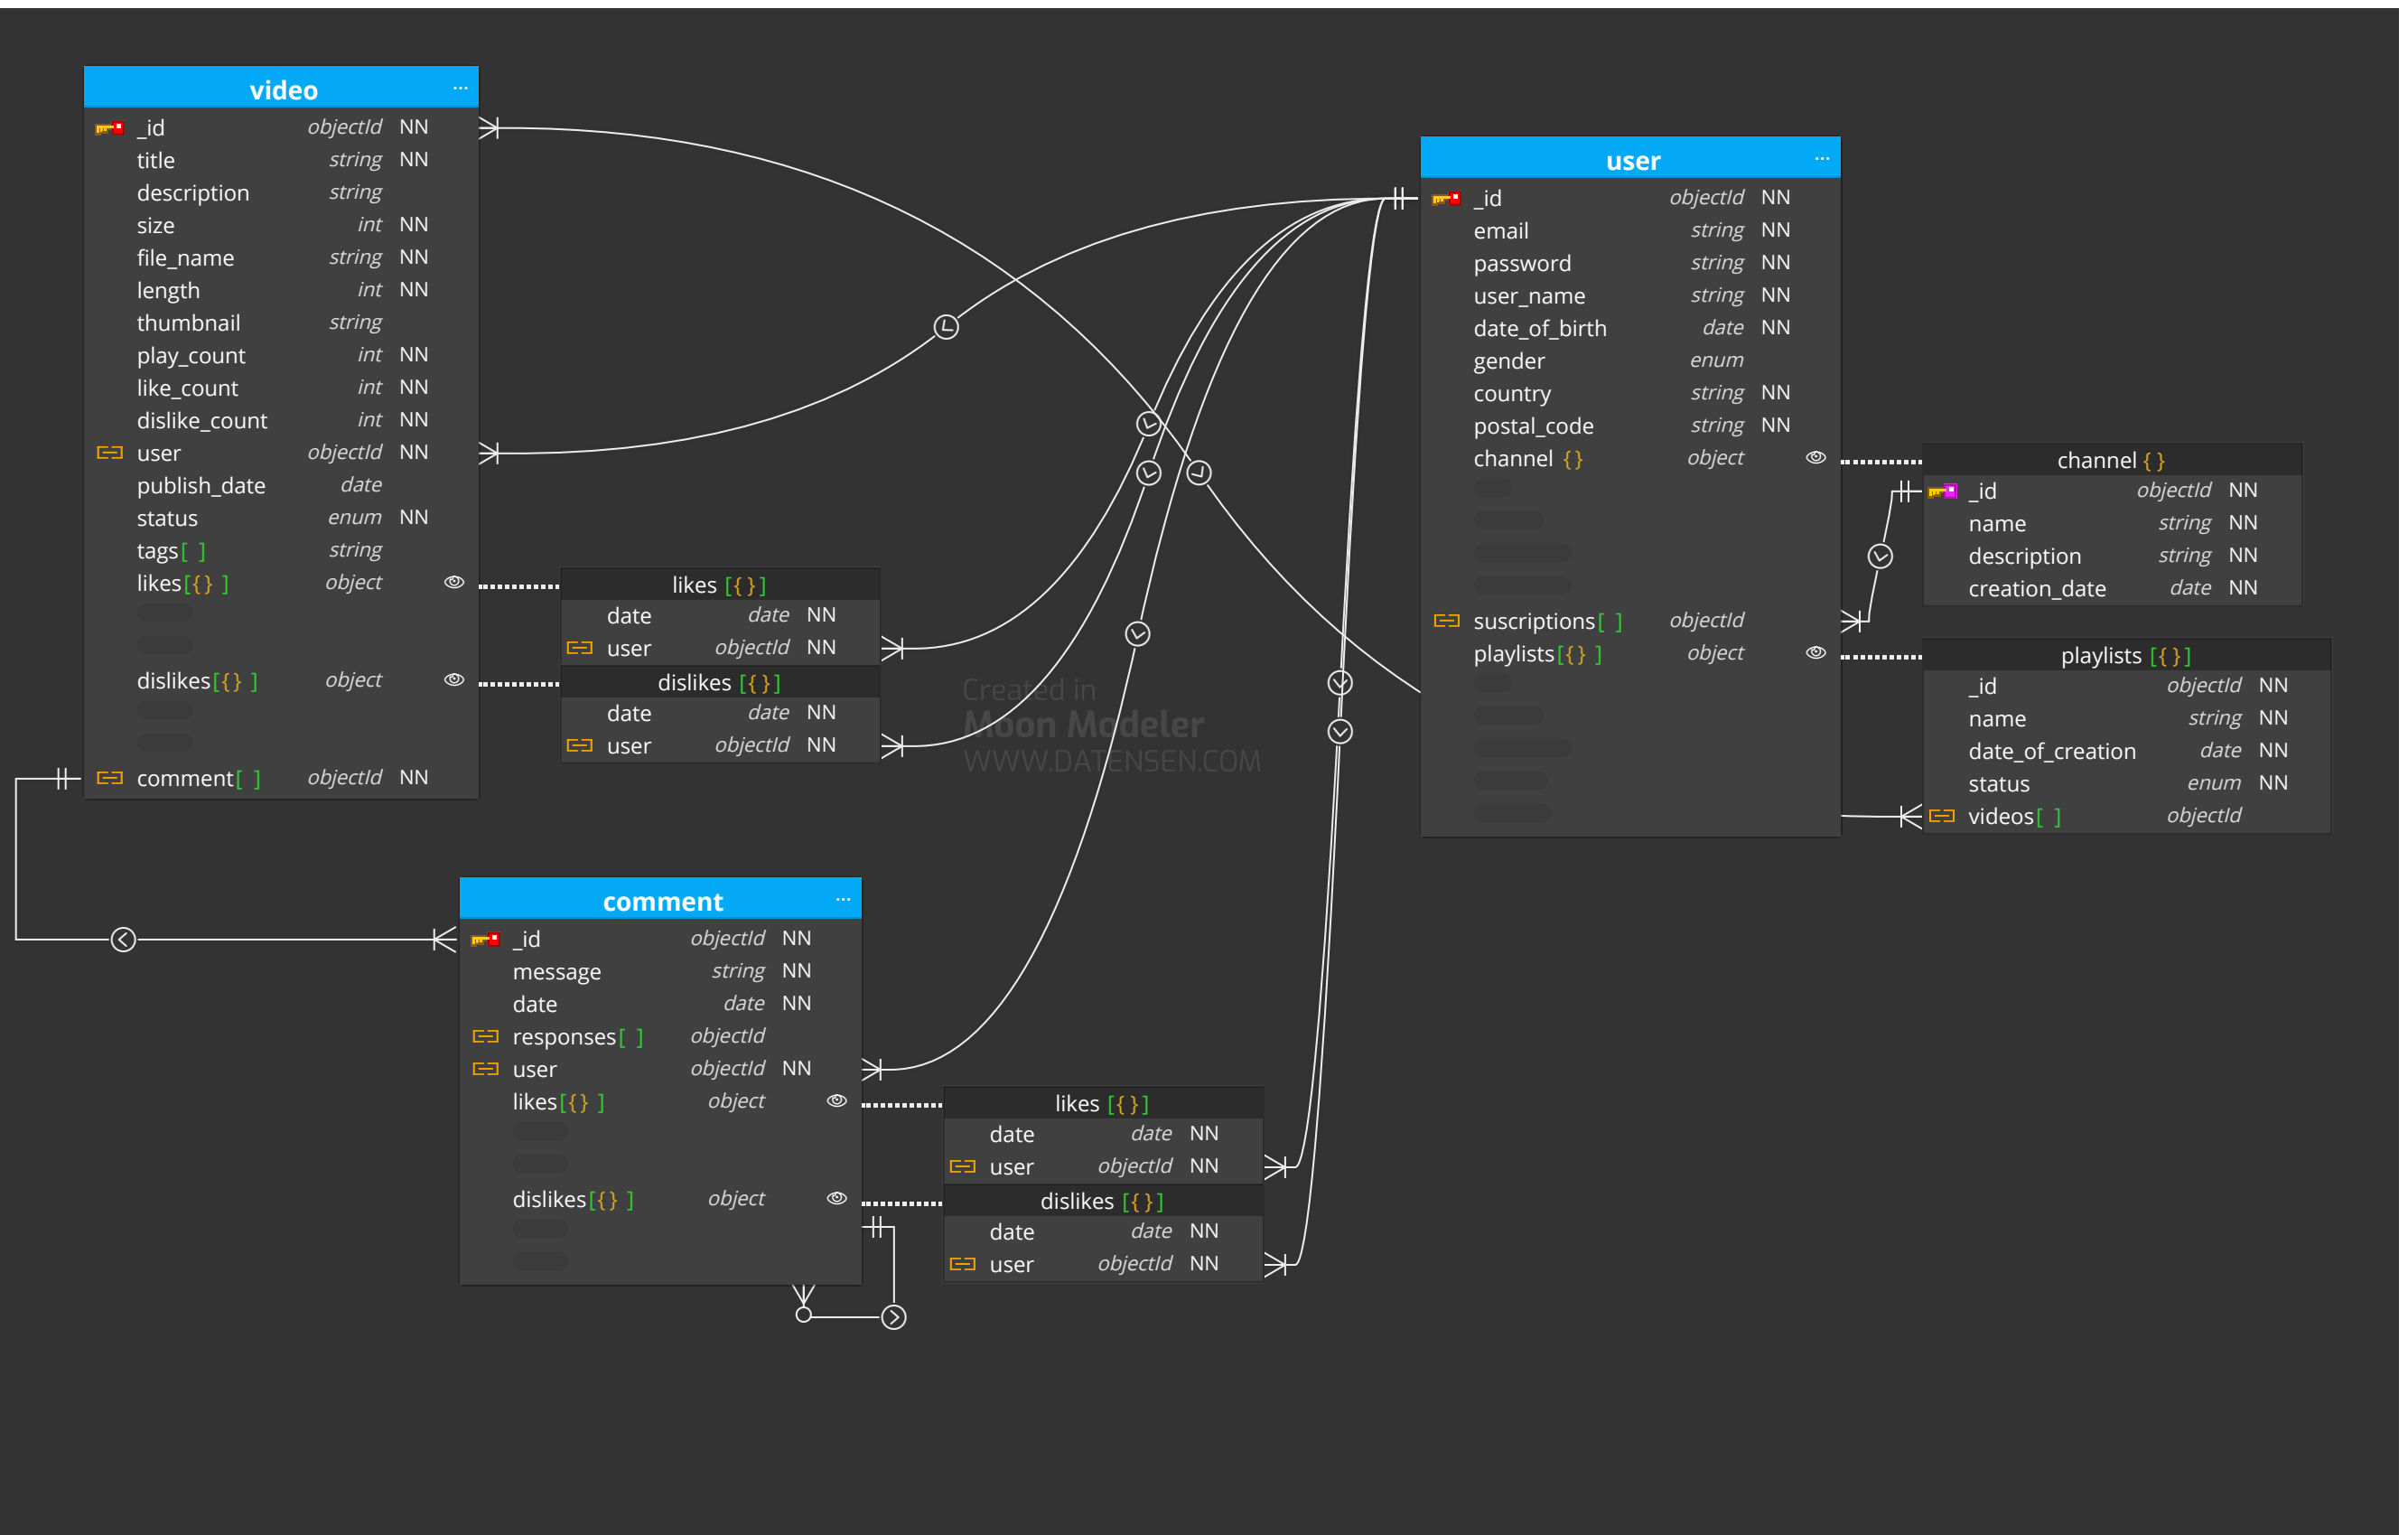 video ...
_id objectId NN
title string NN
description string
size int NN
file_name string NN
length int NN
thumbnail string
play_count int NN
like_count int NN
dislike_count int NN
user objectId NN
publish_date date
status enum NN
tags[ ] string
likes[{} ] object
dislikes[{} ] object
comment[ ] objectId NN
likes [{}]
date date NN
user objectId NN
dislikes [{}]
date date NN
user objectId NN
user ...
_id objectId NN
email string NN
password string NN
user_name string NN
date_of_birth date NN
gender enum
country string NN
postal_code string NN
channel {} object
suscriptions[ ] objectId
playlists[{} ] object
channel {}
_id objectId NN
name string NN
description string NN
creation_date date NN
playlists [{}]
_id objectId NN
name string NN
date_of_creation date NN
status enum NN
videos[ ] objectId
Created in
Moon Modeler
WWW.DATENSEN.COM
comment ...
_id objectId NN
message string NN
date date NN
responses[ ] objectId
user objectId NN
likes[{} ] object
dislikes[{} ] object
likes [{}]
date date NN
user objectId NN
dislikes [{}]
date date NN
user objectId NN